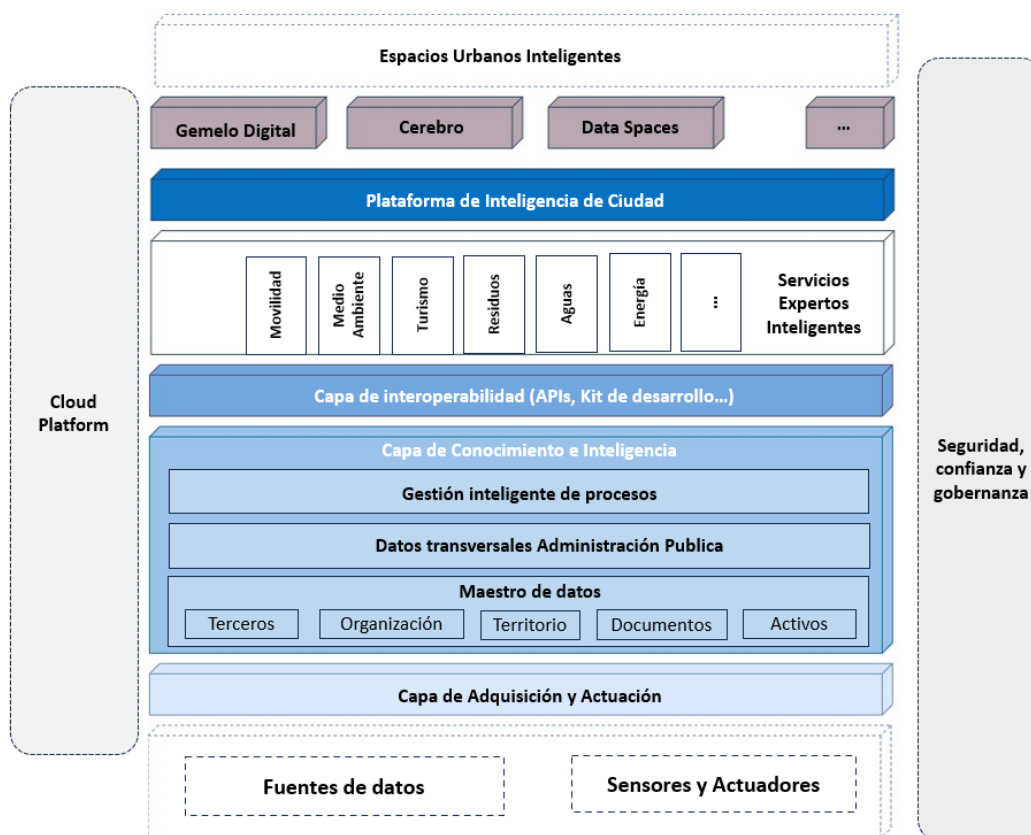 Espacios Urbanos Inteligentes
Gemelo Digital
Cerebro
Data Spaces
...
Plataforma de Inteligencia de Ciudad
Movilidad
Medio
Ambiente
Turismo
Residuos
Aguas
Energía
...
Servicios
Expertos
Inteligentes
Capa de interoperabilidad (APIs, Kit de desarrollo...)
Cloud
Platform
Capa de Conocimiento e Inteligencia
Gestión inteligente de procesos
Datos transversales Administración Publica
Maestro de datos
Terceros
Organización
Territorio
Documentos
Activos
Seguridad,
confianza y
gobernanza
Capa de Adquisición y Actuación
Fuentes de datos
Sensores y Actuadores